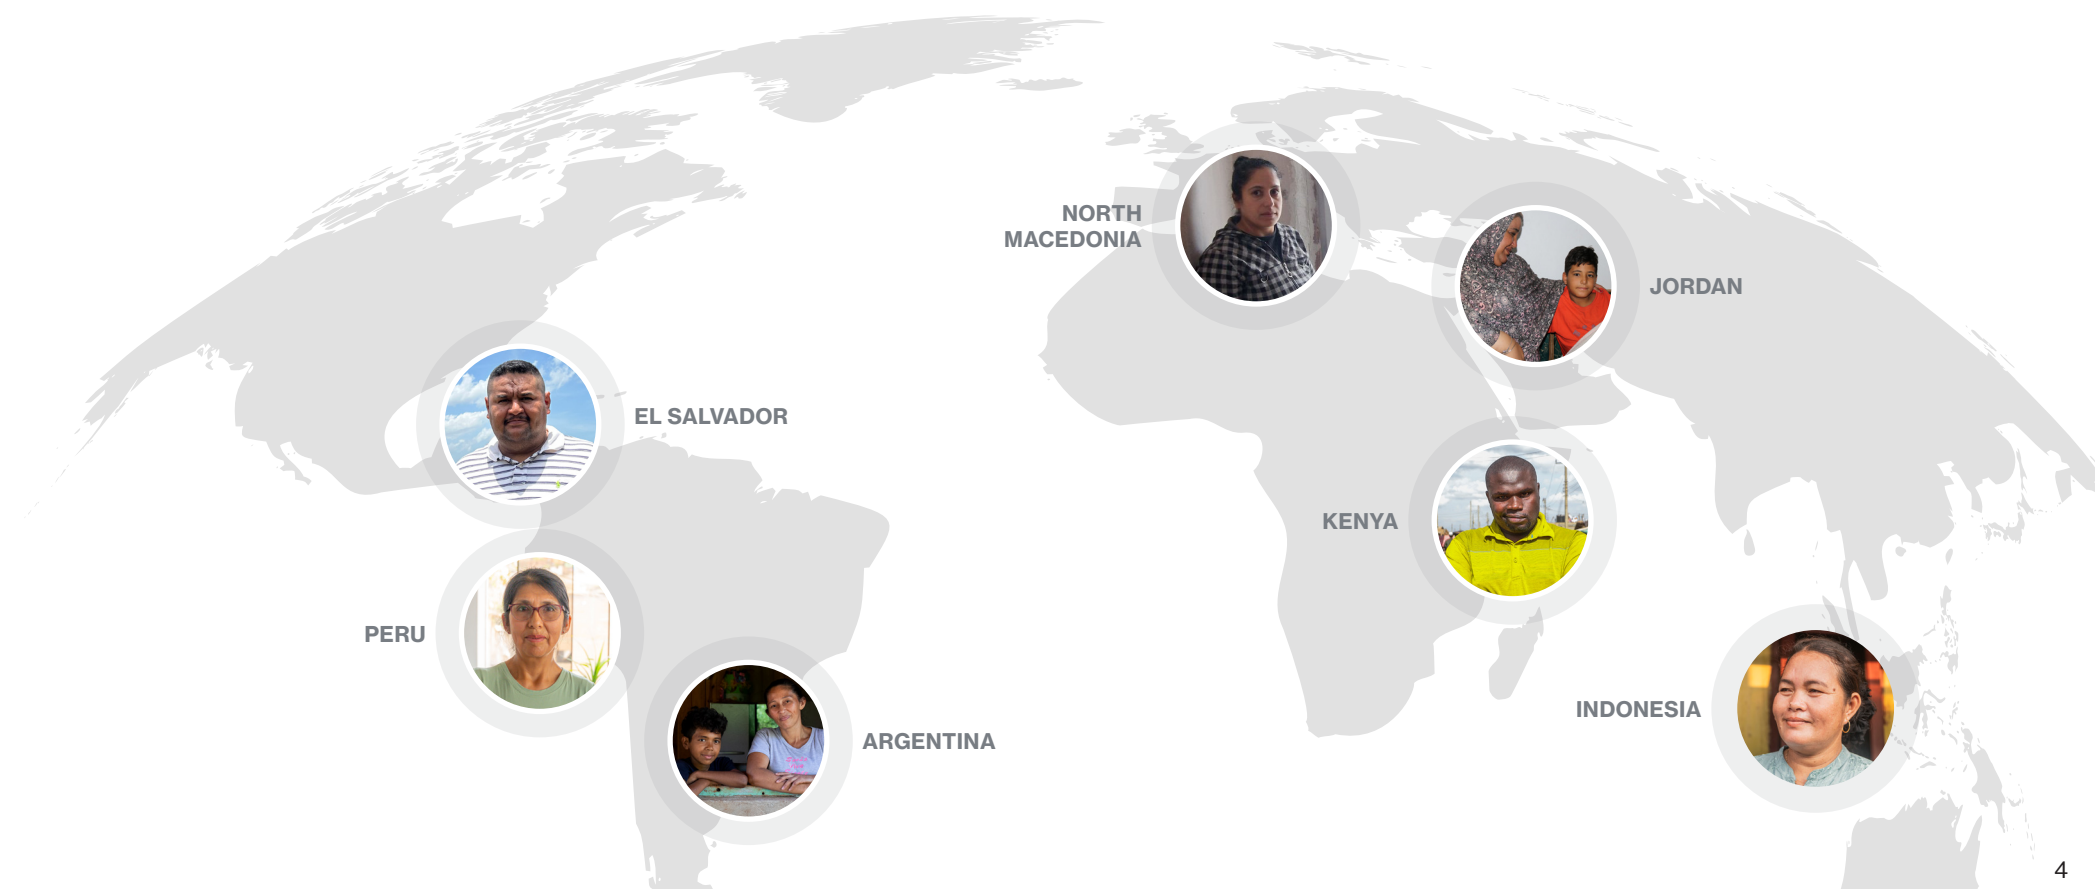 NORTH
MACEDONIA
JORDAN
EL SALVADOR
KENYA
PERU
INDONESIA
ARGENTINA
4